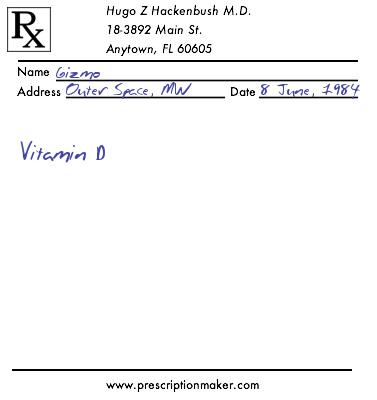 Rx
Hugo Z Hackenbush M.D.
18-3892 Main St.
Anytown, FL 60605
Name Gizmo
Address Outer Space, MW Date 8 June, 1984
Vitamin D
www.prescriptionmaker.com